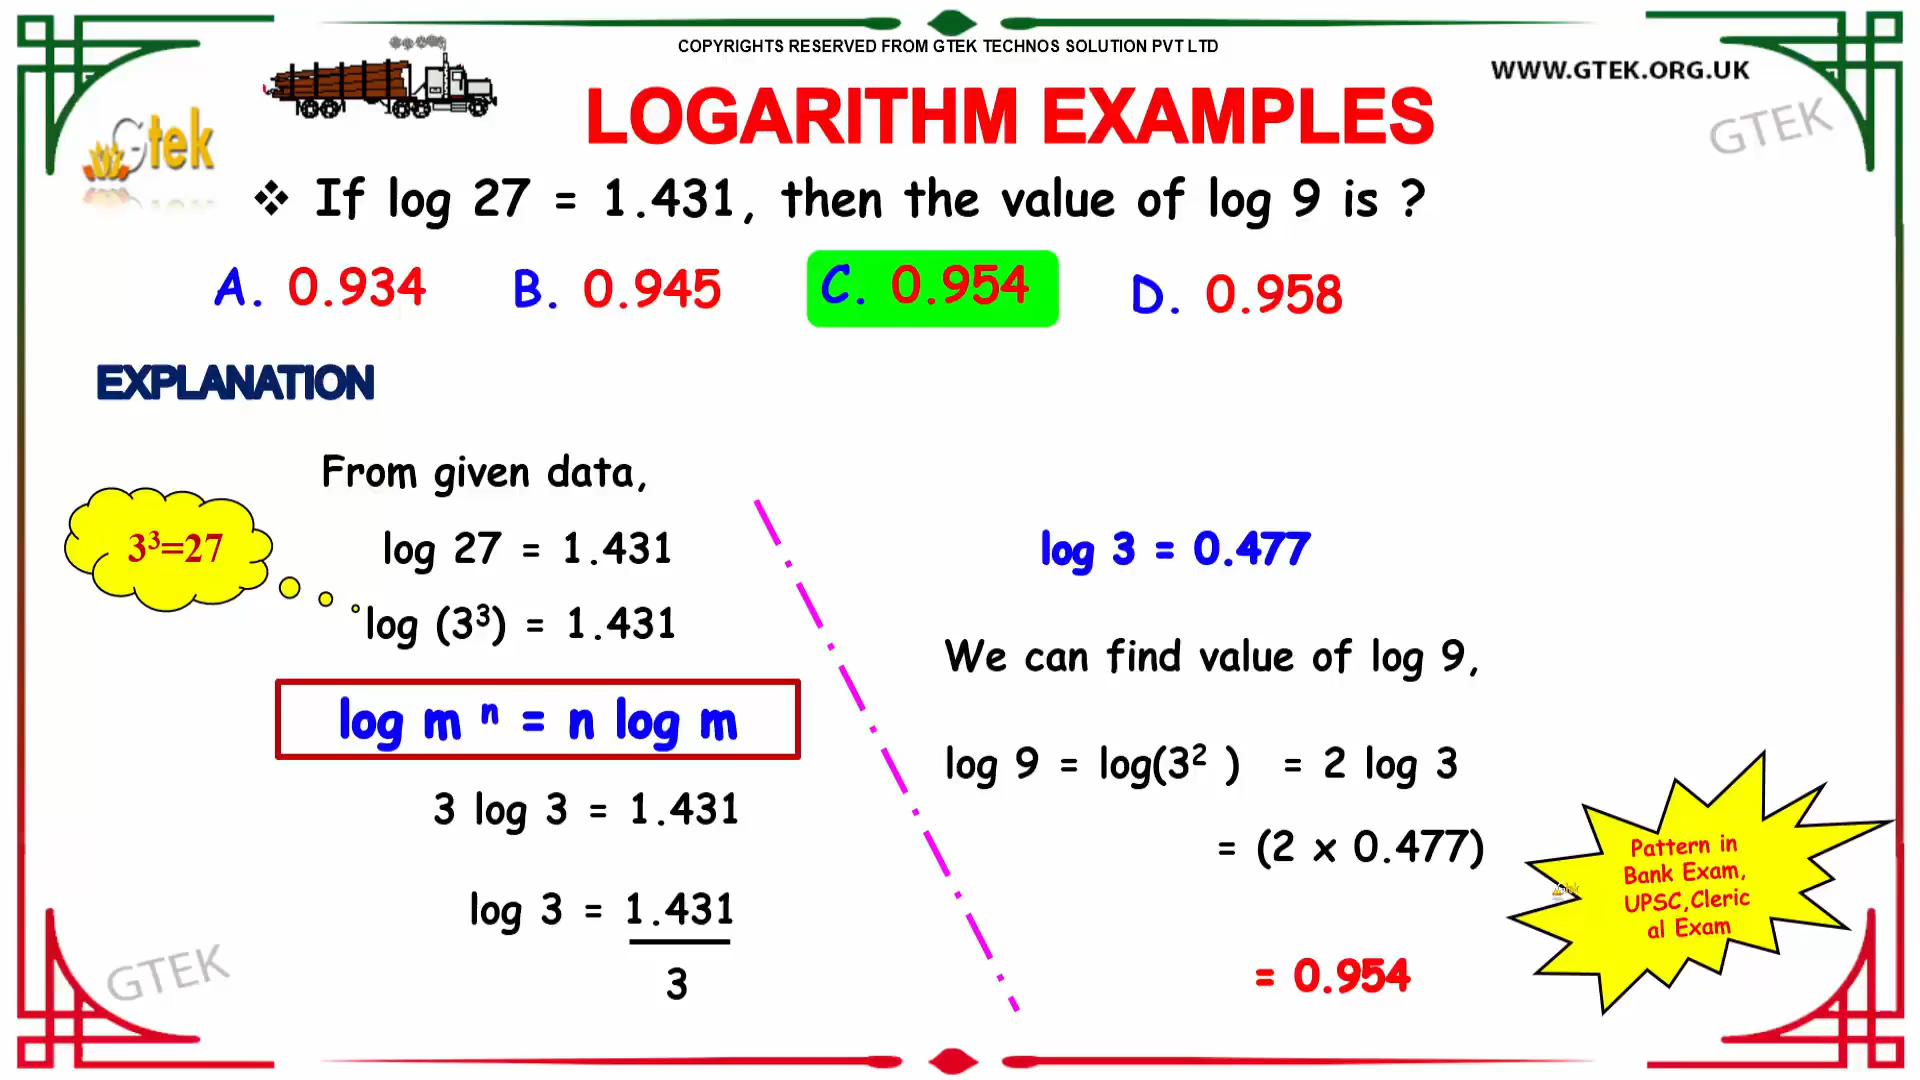 COPYRIGHTS RESERVED FROM GTEK TECHNOS SOLUTION PVT LTD
WWW.GTEK.ORG.UK
LOGARITHM EXAMPLES
GTEK
Gtek
❖ If log 27 = 1.431, then the value of log 9 is ?
A. 0.934 B. 0.945 C. 0.954 D. 0.958
EXPLANATION
From given data,
3³=27
log 27 = 1.431
log (3³) = 1.431
log m ⁿ = n log m
3 log 3 = 1.431
log 3 = 1.431
3
log 3 = 0.477
We can find value of log 9,
log 9 = log(3² ) = 2 log 3
= (2 x 0.477)
= 0.954
Pattern in
Bank Exam,
UPSC,Cleric
al Exam
Gtek
GTEK